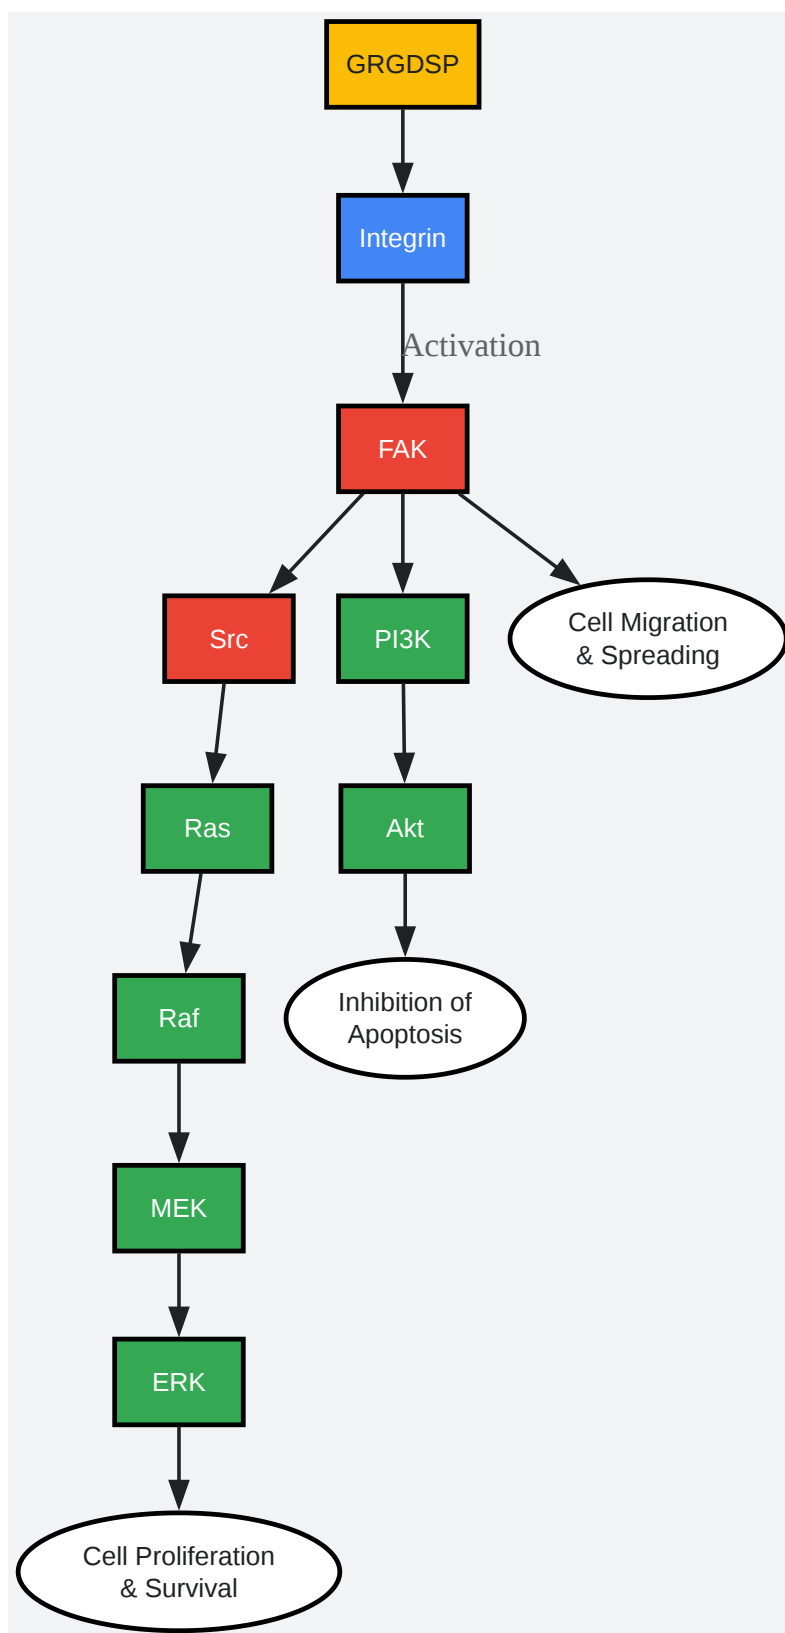 GRGDSP
Integrin
Activation
FAK
Src
PI3K
Cell Migration
& Spreading
Ras
Akt
Raf
Inhibition of
Apoptosis
MEK
ERK
Cell Proliferation
& Survival